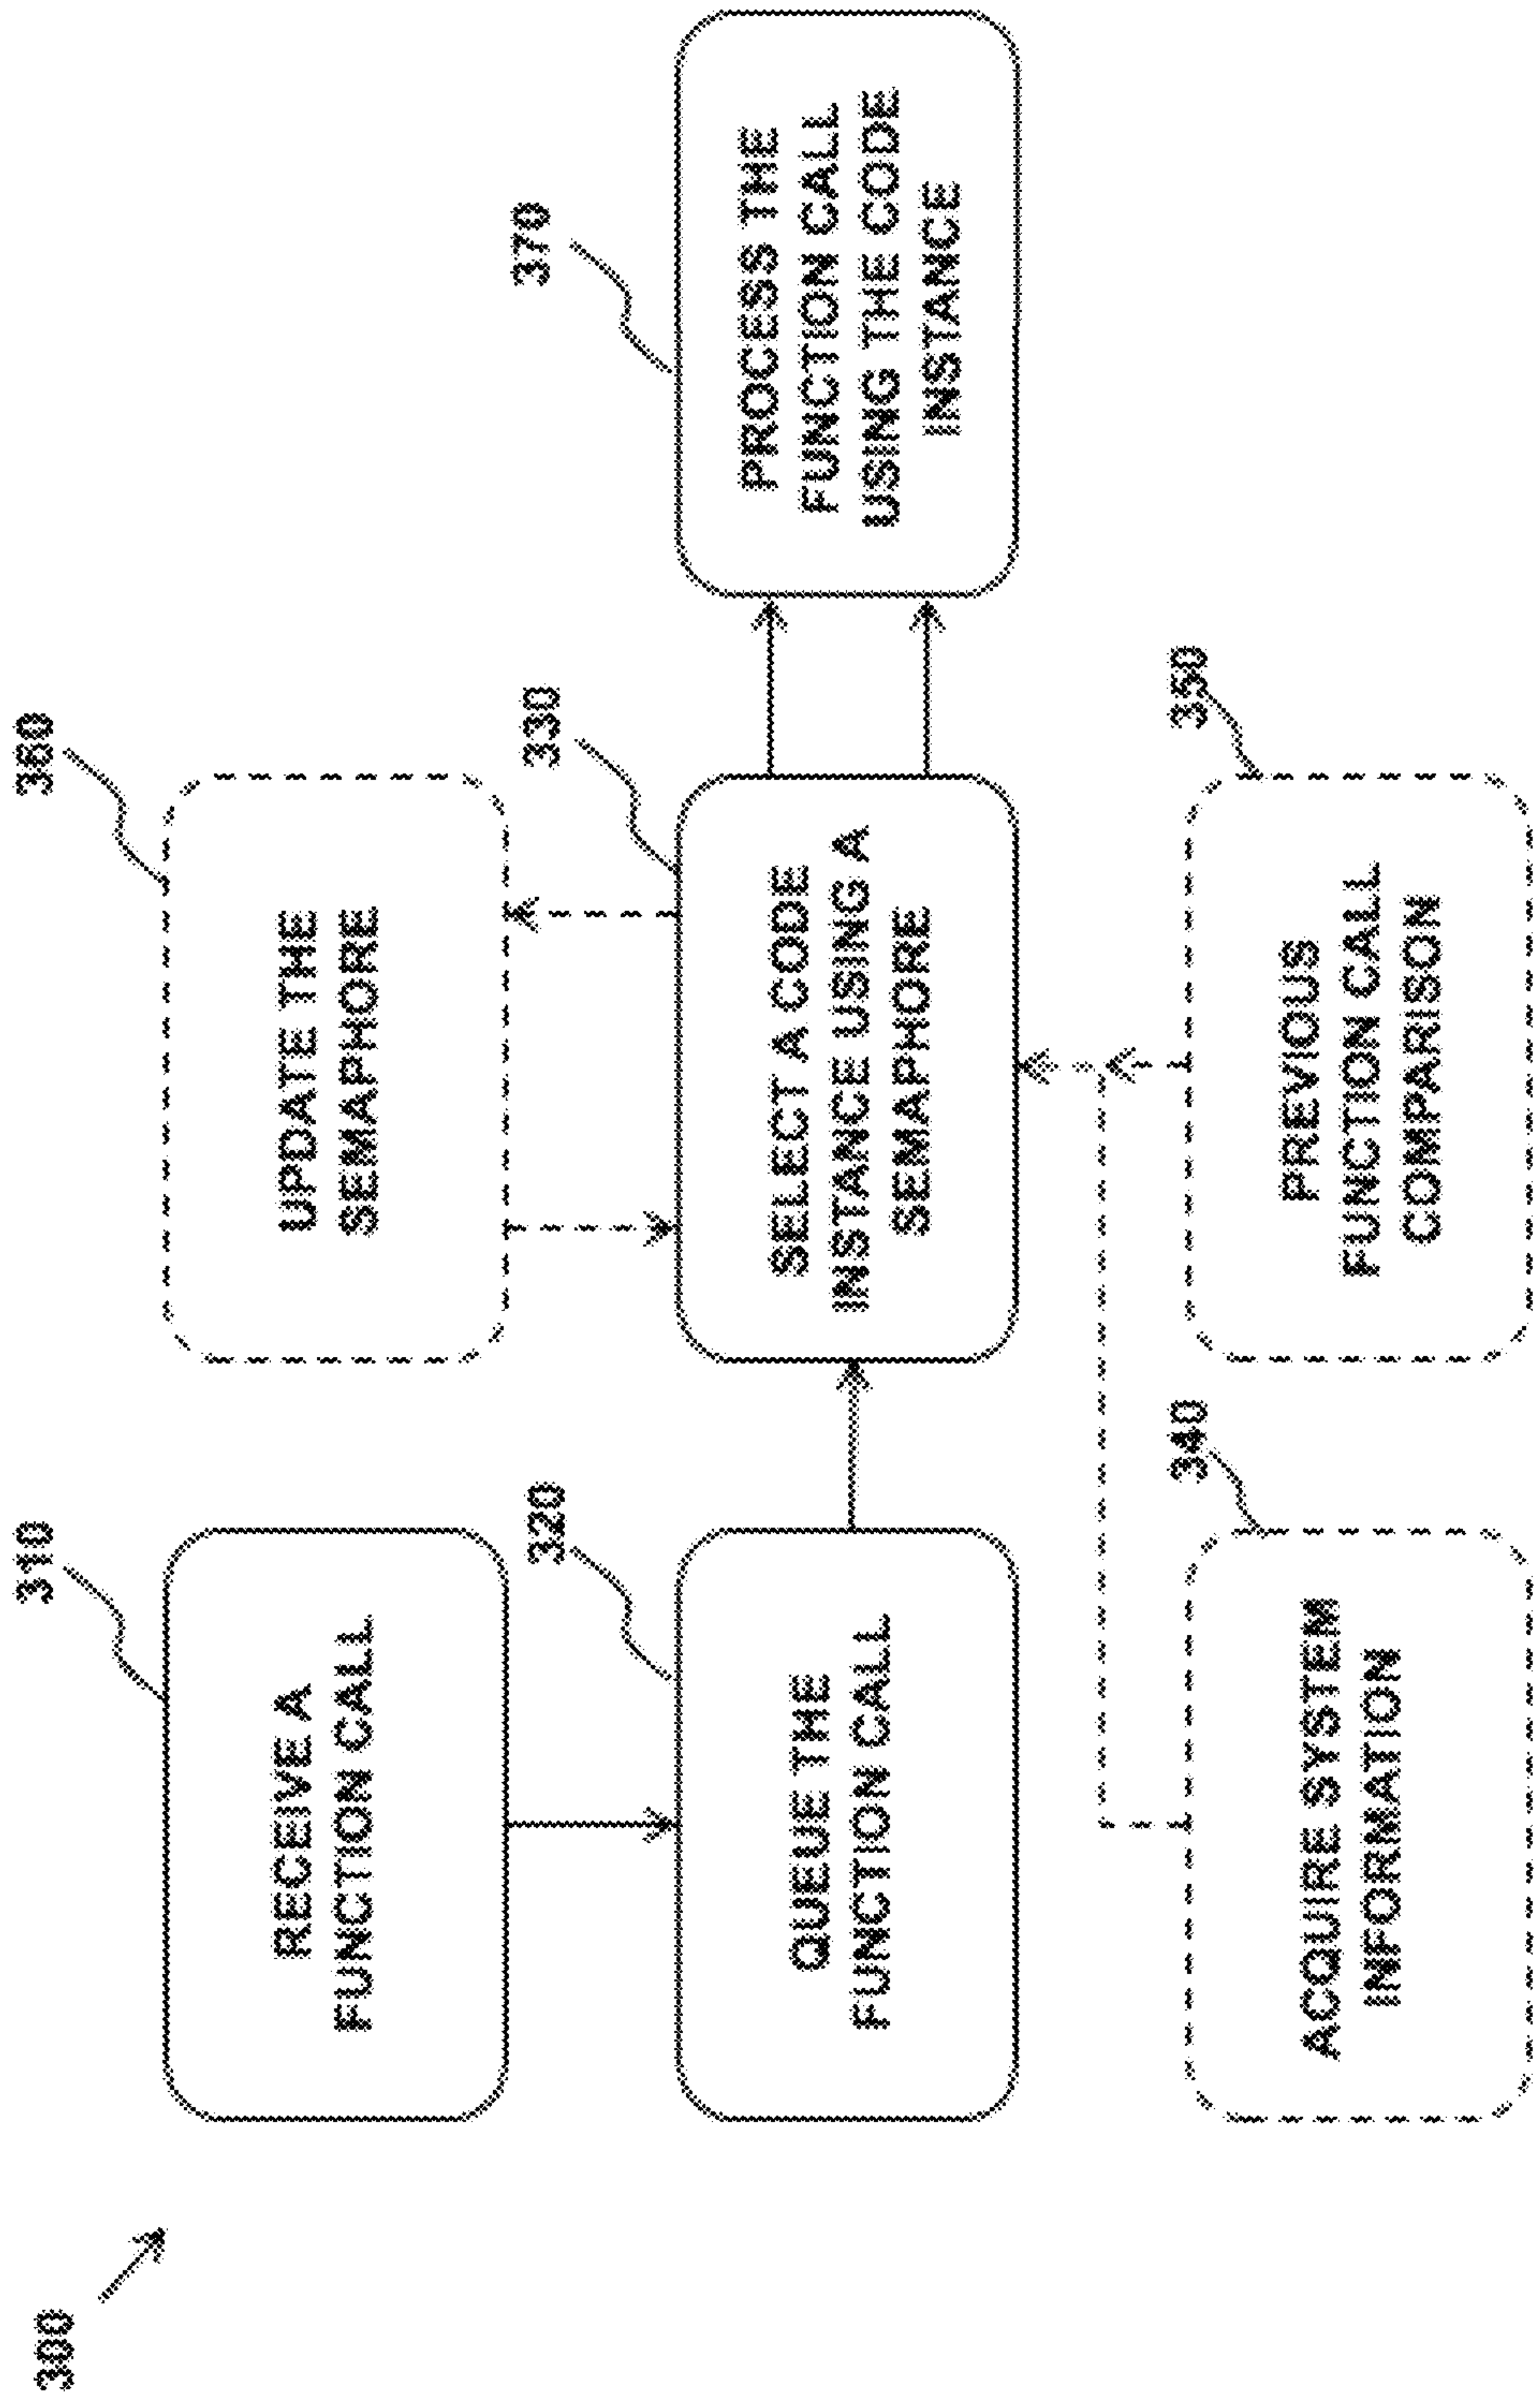 300
310
RECEIVE A
FUNCTION CALL
360
UPDATE THE
SEMAPHORE
320
QUEUE THE
FUNCTION CALL
330
SELECT A CODE
INSTANCE USING A
SEMAPHORE
370
PROCESS THE
FUNCTION CALL
USING THE CODE
INSTANCE
340
ACQUIRE SYSTEM
INFORMATION
350
PREVIOUS
FUNCTION CALL
COMPARISON